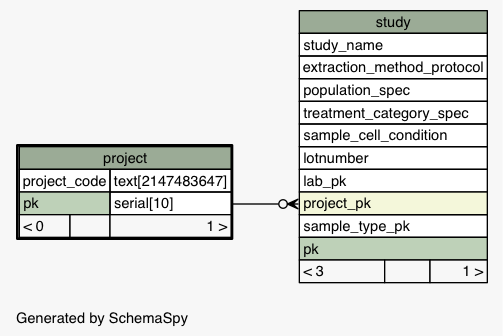 study
study_name
extraction_method_protocol
population_spec
treatment_category_spec
sample_cell_condition
lotnumber
lab_pk
project_pk
sample_type_pk
pk
< 3 1 >
project
project_code text[2147483647]
pk serial[10]
< 0 1 >
Generated by SchemaSpy